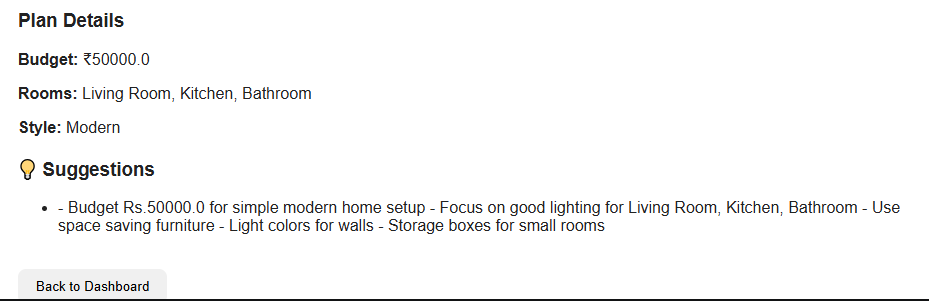 Plan Details
Budget: ₹50000.0
Rooms: Living Room, Kitchen, Bathroom
Style: Modern
Suggestions
- Budget Rs.50000.0 for simple modern home setup - Focus on good lighting for Living Room, Kitchen, Bathroom - Use
space saving furniture - Light colors for walls - Storage boxes for small rooms
Back to Dashboard